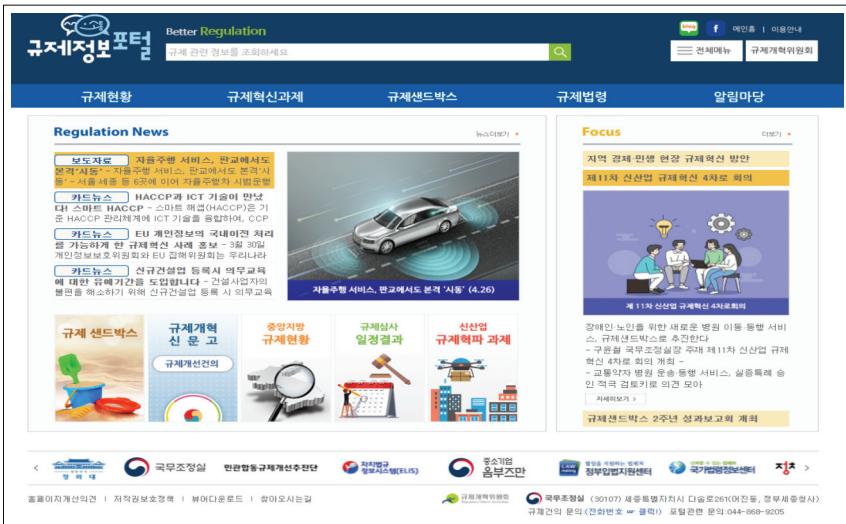 규제정보포털
Better Regulation
규제 관련 정보를 조회하세요
blog
f
메인홈 | 이용안내
전체메뉴
규제개혁위원회
규제현황
규제혁신과제
규제샌드박스
규제법령
알림마당
Regulation News
뉴스더보기
보도자료 자율주행 서비스, 판교에서도
본격'시동' - 자율주행 서비스, 판교에서도 본격'시
동' - 서울·세종 등 6곳에 이어 자율주행차 시범운행
카드뉴스 HACCP과 ICT 기술이 만났
다! 스마트 HACCP - 스마트 해썹(HACCP)은 기
준 HACCP 관리체계에 ICT 기술을 융합하여, CCP
카드뉴스 EU 개인정보의 국내이전 처리
를 가능하게 한 규제혁신 사례 홍보 - 3월 30일
개인정보보호위원회와 EU 집해위원회는 우리나라
카드뉴스 신규건설업 등록시 의무교육
에 대한 유예기간을 도입합니다 - 건설사업자의
불편을 해소하기 위해 신규건설업 등록 시 의무교육
자율주행 서비스, 판교에서도 본격 '시동' (4.26)
Focus
더보기
지역 경제·민생 현장 규제혁신 방안
제11차 신산업 규제혁신 4차로 회의
제 11차 신산업 규제혁신 4차로회의
장애인·노인을 위한 새로운 병원 이동·동행 서비
스, 규제샌드박스로 추진한다
- 구윤철 국무조정실장 주재 제11차 신산업 규제
혁신 4차로 회의 개최 -
- 교통약자 병원 운송·동행 서비스, 실증특례 승
인 적극 검토키로 의견 모아
자세히보기 >
규제샌드박스 2주년 성과보고회 개최
규제 샌드박스
규제개혁
신 문 고
규제개선건의
중앙지방
규제현황
규제심사
일정결과
신산업
규제혁파 과제
청 와 대
국무조정실
민관합동규제개선추진단
자치법규
정보시스템(ELIS)
중소기업
옴부즈만
LAW
정부입법지원센터
국가법령정보센터
홈페이지개선의견 | 저작권보호정책 | 뷰어다운로드 | 찾아오시는길
규제개혁위원회
국무조정실 (30107) 세종특별자치시 다솜로261(어진동, 정부세종청사)
규제건의 문의:(전화번호 ☞ 클릭!) 포털관련 문의:044-868-9205